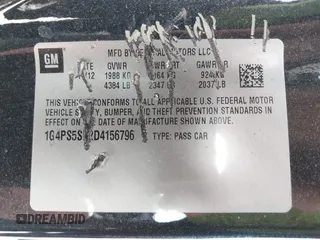 GM
MFD BY GENERAL MOTORS LLC
GVWR GAWR RR
1988 KG 924 KG
4384 LB 2347 LB 2037 LB
THIS VEHICLE CONFORMS TO ALL APPLICABLE U.S. FEDERAL MOTOR
VEHICLE SAFETY, BUMPER, AND THEFT PREVENTION STANDARDS IN
EFFECT ON THE DATE OF MANUFACTURE SHOWN ABOVE.
TYPE: PASS CAR
DREAMBID